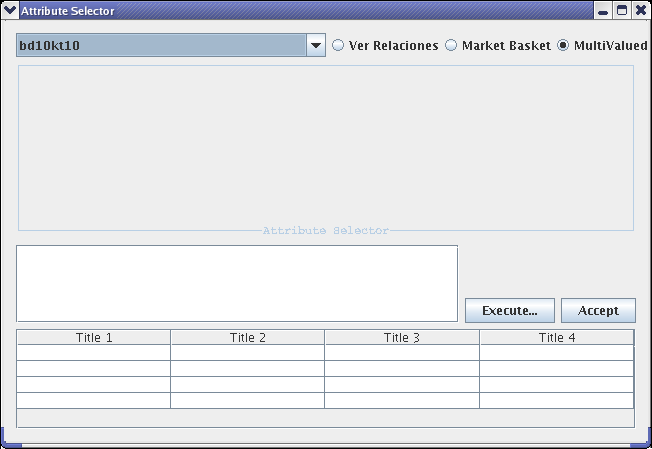 Attribute Selector
bd10kt10 Ver Relaciones Market Basket MultiValued
Attribute Selector
Execute... Accept
Title 1 Title 2 Title 3 Title 4